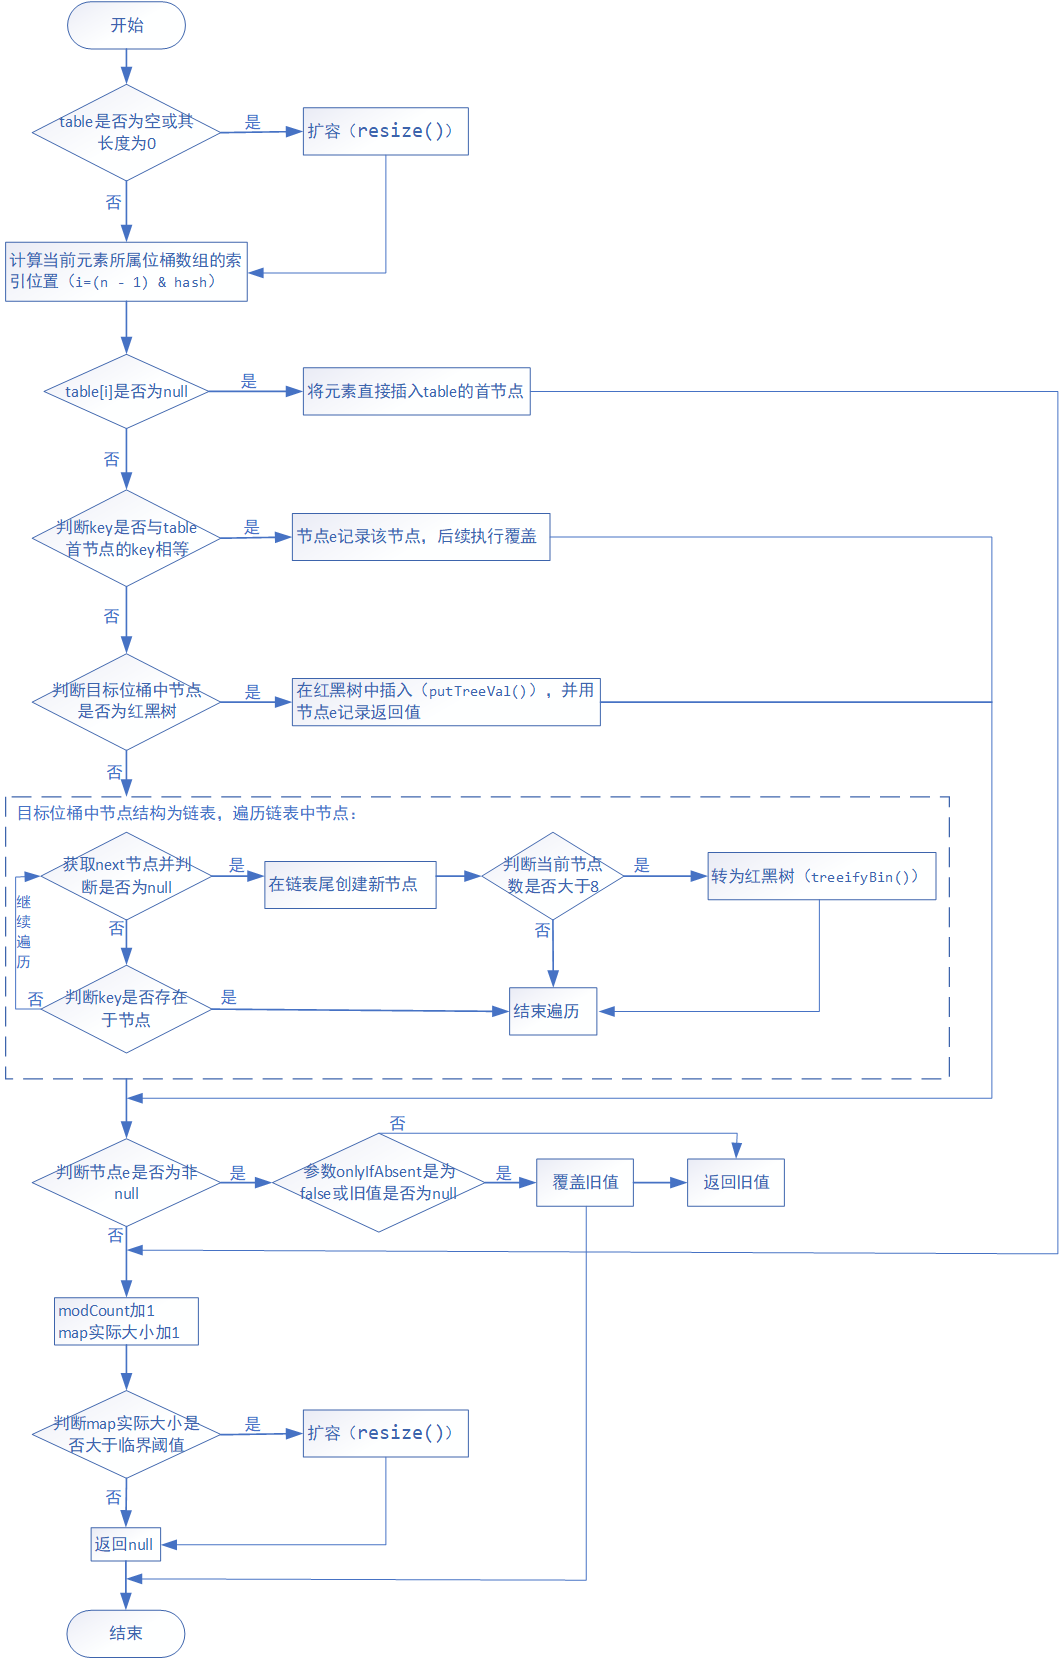 开始
table是否为空或其
长度为0
是
扩容（resize()）
否
计算当前元素所属位桶数组的索
引位置（i=(n - 1) & hash）
table[i]是否为null
是
将元素直接插入table的首节点
否
判断key是否与table
首节点的key相等
是
节点e记录该节点，后续执行覆盖
否
判断目标位桶中节点
是否为红黑树
是
在红黑树中插入（putTreeVal()），并用
节点e记录返回值
否
目标位桶中节点结构为链表，遍历链表中节点：
获取next节点并判
断是否为null
是
在链表尾创建新节点
判断当前节点
数是否大于8
是
转为红黑树（treeifyBin()）
继
续
遍
历
否
否
否
判断key是否存在
于节点
是
结束遍历
否
判断节点e是否为非
null
是
参数onlyIfAbsent是为
false或旧值是否为null
是
覆盖旧值
返回旧值
否
modCount加1
map实际大小加1
判断map实际大小是
否大于临界阈值
是
扩容（resize()）
否
返回null
结束